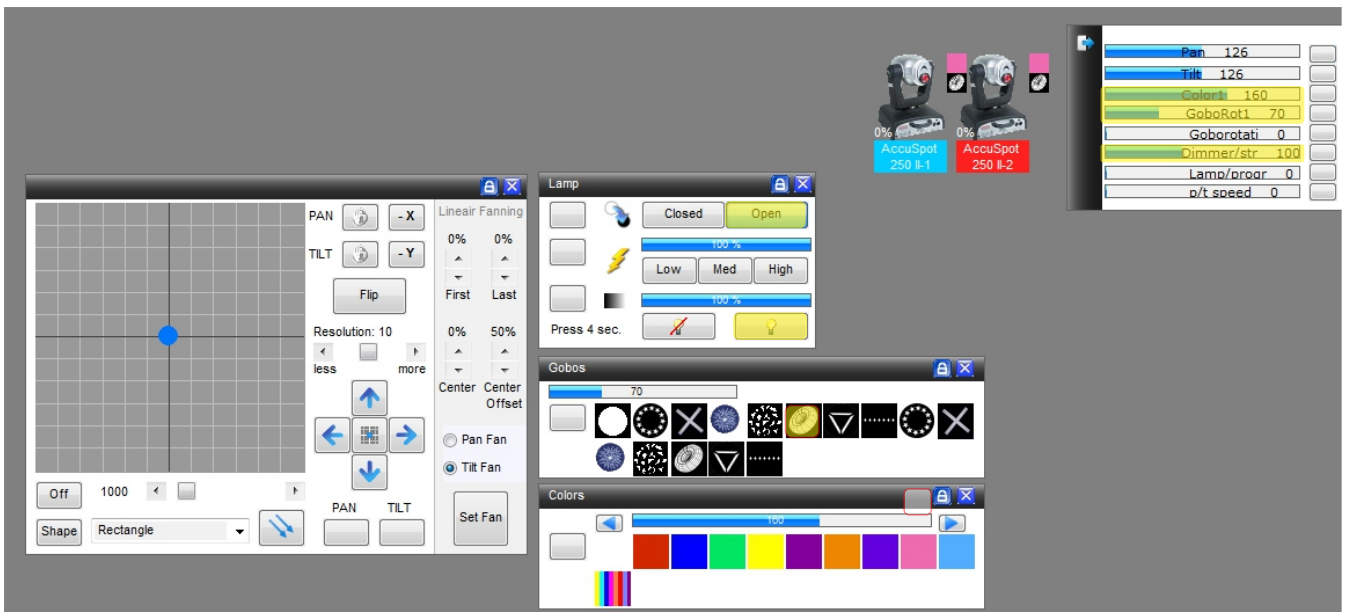 0%
0%
AccuSpot
250 II-1
AccuSpot
250 II-2
Pan 126
Tilt 126
Color1 160
GoboRot1 70
Goborotati 0
Dimmer/str 100
Lamp/progr 0
p/t speed 0
PAN
- X
TILT
- Y
Flip
Resolution: 10
less
more
PAN
TILT
Off
1000
Shape
Rectangle
Lineair Fanning
0%
0%
First
Last
0%
50%
Center
Center
Offset
Pan Fan
Tilt Fan
Set Fan
Lamp
Closed
Open
100 %
Low
Med
High
100 %
Press 4 sec.
Gobos
70
Colors
160